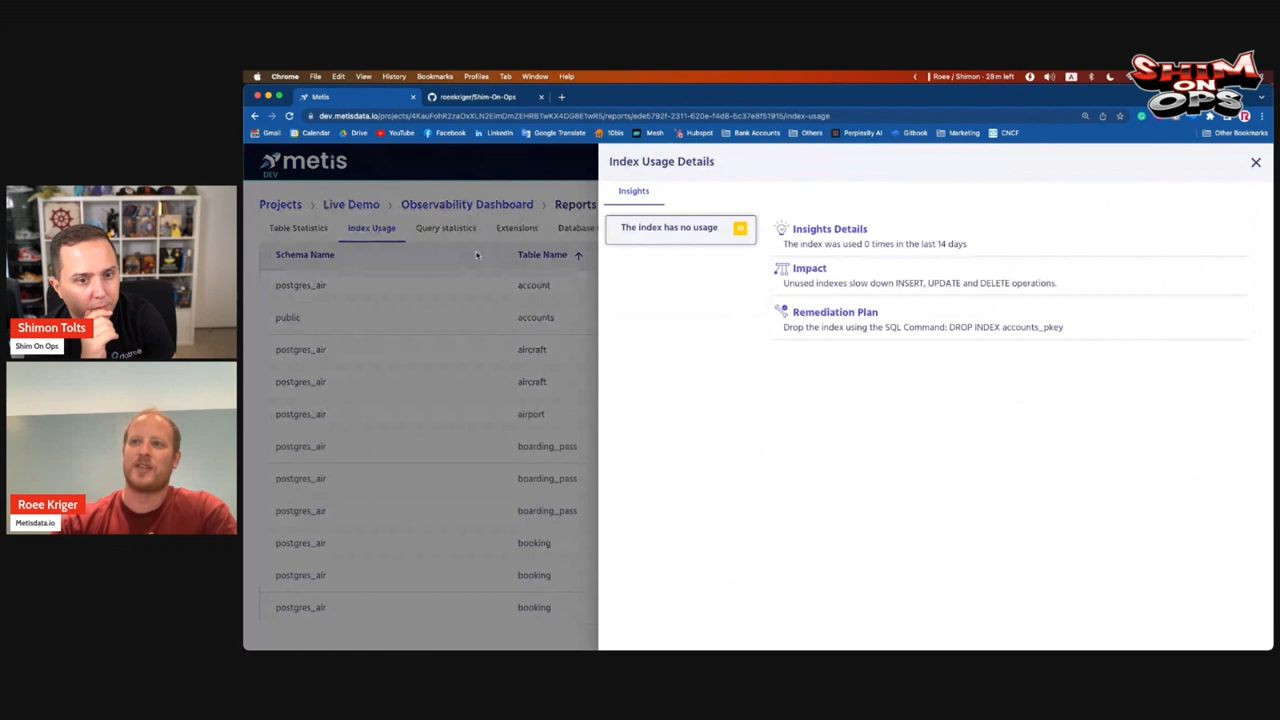 SHIM
ON
OPS
Chrome File Edit View History Bookmarks Profiles Tab Window Help
Roee / Shimon - 28m left
Metis
roeekriger/Shim-On-Ops
Gmail Calendar Drive YouTube Facebook LinkedIn Google Translate 10bis Mesh Hubspot Bank Accounts Others Perplexity AI Gitbook Marketing CNCF
Other Bookmarks
metis
DEV
Projects > Live Demo > Observability Dashboard > Reports
Table Statistics Index Usage Query statistics Extensions Database
Schema Name Table Name
postgres_air account
public accounts
postgres_air aircraft
postgres_air aircraft
postgres_air airport
postgres_air boarding_pass
postgres_air boarding_pass
postgres_air boarding_pass
postgres_air booking
postgres_air booking
postgres_air booking
Index Usage Details
Insights
The index has no usage
Insights Details
The index was used 0 times in the last 14 days
Impact
Unused indexes slow down INSERT, UPDATE and DELETE operations.
Remediation Plan
Drop the index using the SQL Command: DROP INDEX accounts_pkey
Shimon Tolts
Shim On Ops
Roee Kriger
Metisdata.io